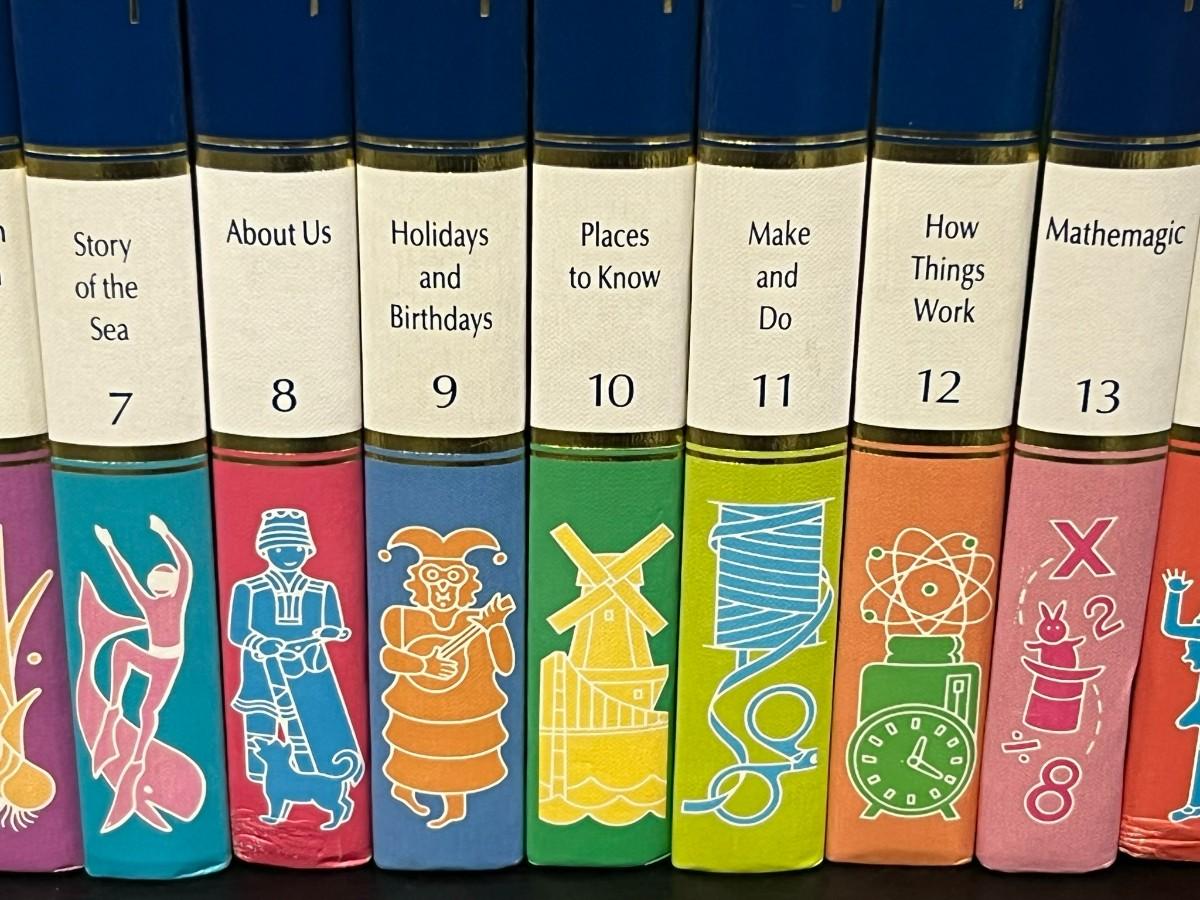 Story
of the
Sea
7
About Us
8
Holidays
and
Birthdays
9
Places
to Know
10
Make
and
Do
11
How
Things
Work
12
Mathemagic
13
X
2
÷
8